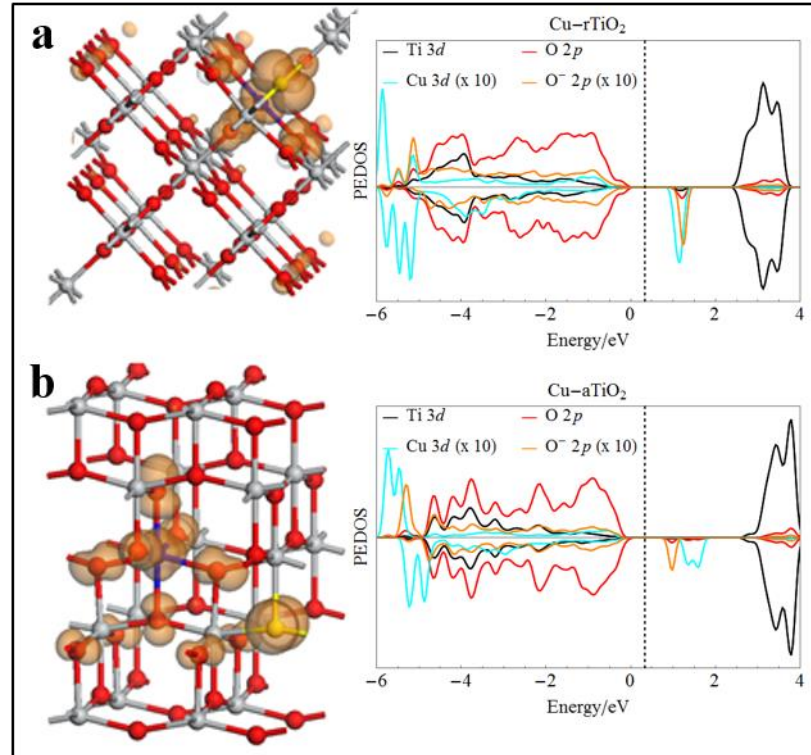 a
Cu−rTiO₂
Ti 3d
O 2p
Cu 3d (x 10)
O⁻ 2p (x 10)
PEDOS
−6 −4 −2 0 2 4
Energy/eV
b
Cu−aTiO₂
Ti 3d
O 2p
Cu 3d (x 10)
O⁻ 2p (x 10)
PEDOS
−6 −4 −2 0 2 4
Energy/eV